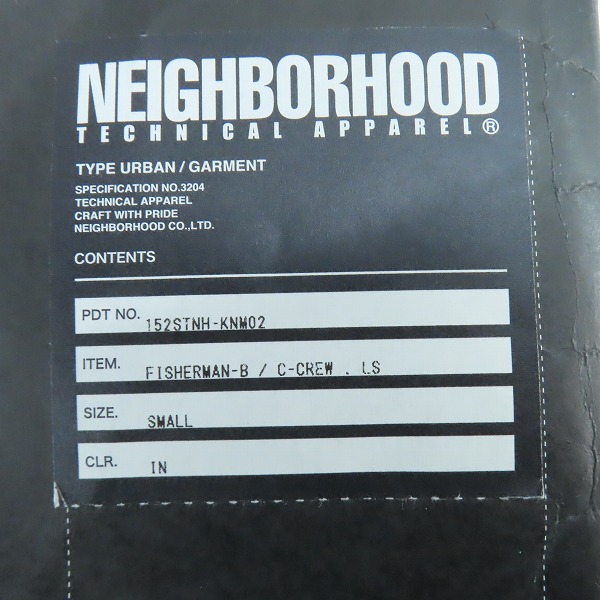 NEIGHBORHOOD
TECHNICAL APPAREL®
TYPE URBAN / GARMENT
SPECIFICATION NO.3204
TECHNICAL APPAREL
CRAFT WITH PRIDE
NEIGHBORHOOD CO.,LTD.
CONTENTS
PDT NO. 152STNH-KNM02
ITEM. FISHERMAN-B / C-CREW . LS
SIZE. SMALL
CLR. IN